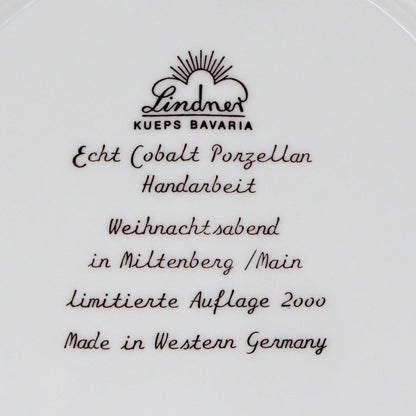 Lindner
KUEPS BAVARIA
Echt Cobalt Porzellan
Handarbeit
Weihnachtsabend
in Miltenberg /Main
limitierte Auflage 2000
Made in Western Germany